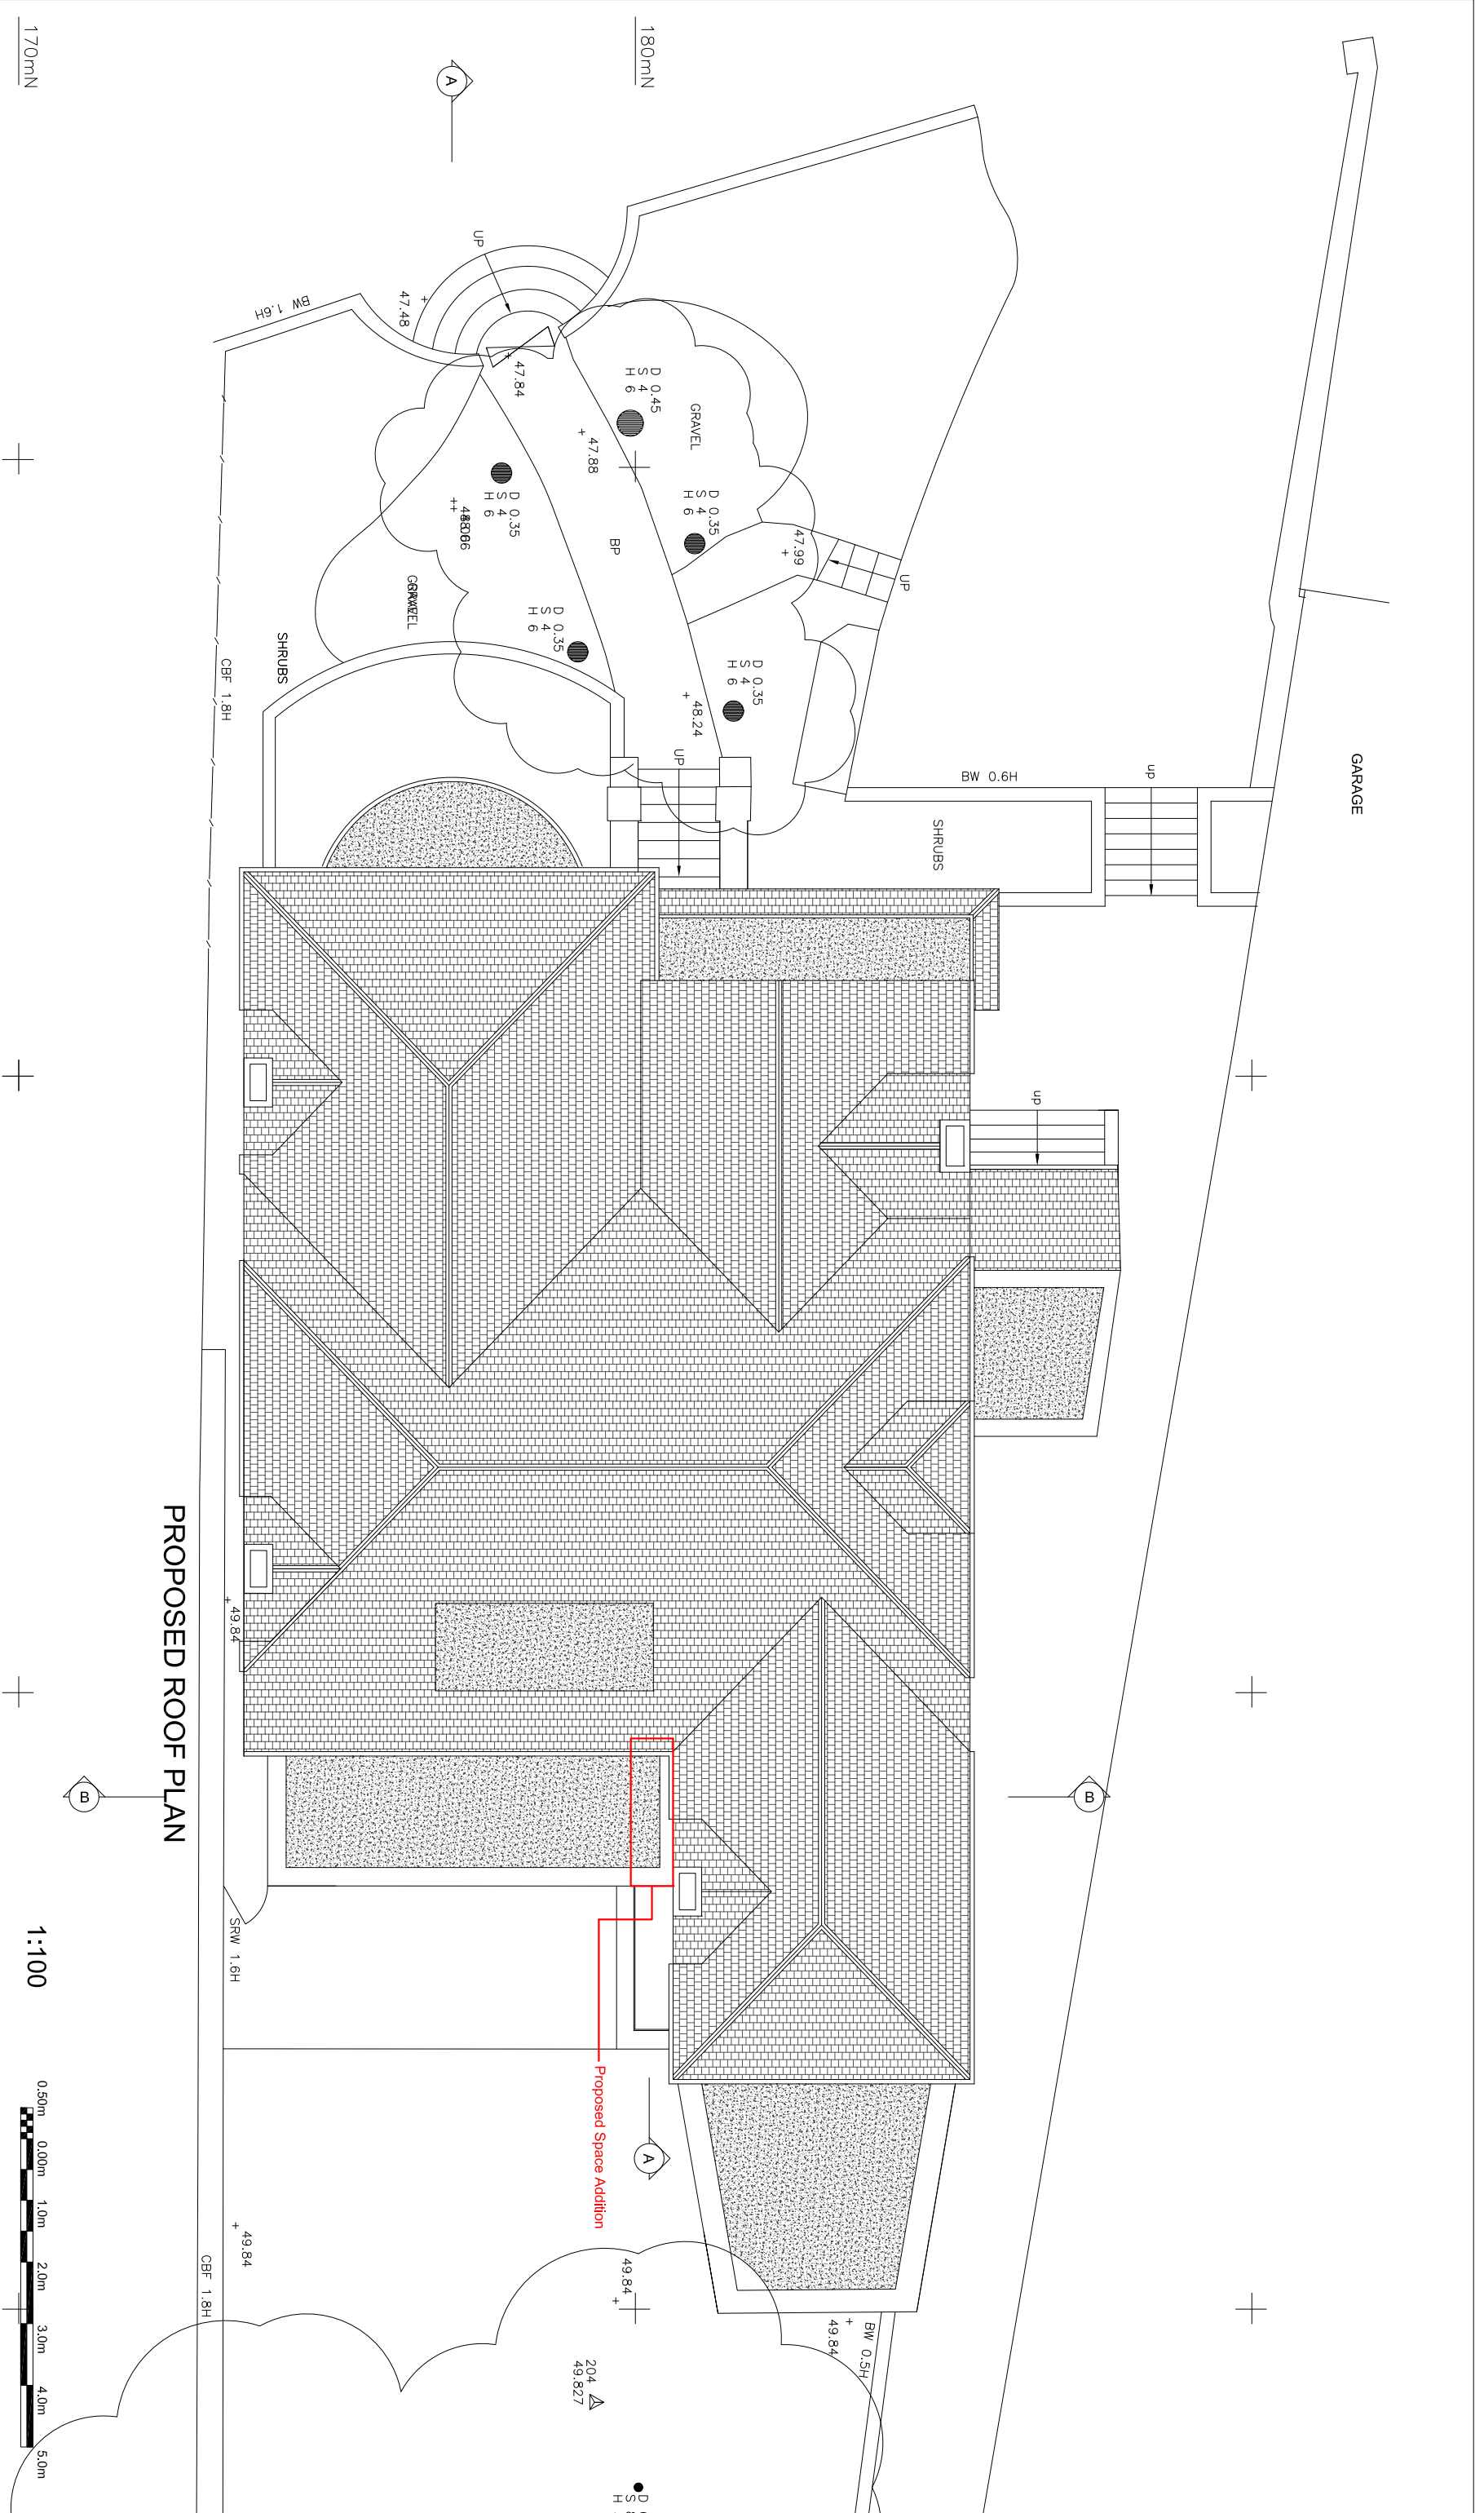 170mN
180mN
A
UP
BW 1.6H
47.48
47.84
D 0.45
S 4
H 6
GRAVEL
47.88
D 0.35
S 4
H 6
D 0.35
S 4
H 6
47.99
UP
BP
GRAVEL
D 0.35
S 4
H 6
SHRUBS
CBF 1.8H
D 0.35
S 4
H 6
48.24
UP
BW 0.6H
up
GARAGE
SHRUBS
up
49.84
PROPOSED ROOF PLAN
B
B
1:100
SRW 1.6H
Proposed Space Addition
A
49.84
CBF 1.8H
49.84
BW 0.5H
49.84
204
49.827
0.50m
0.00m
1.0m
2.0m
3.0m
4.0m
5.0m
D
S
H